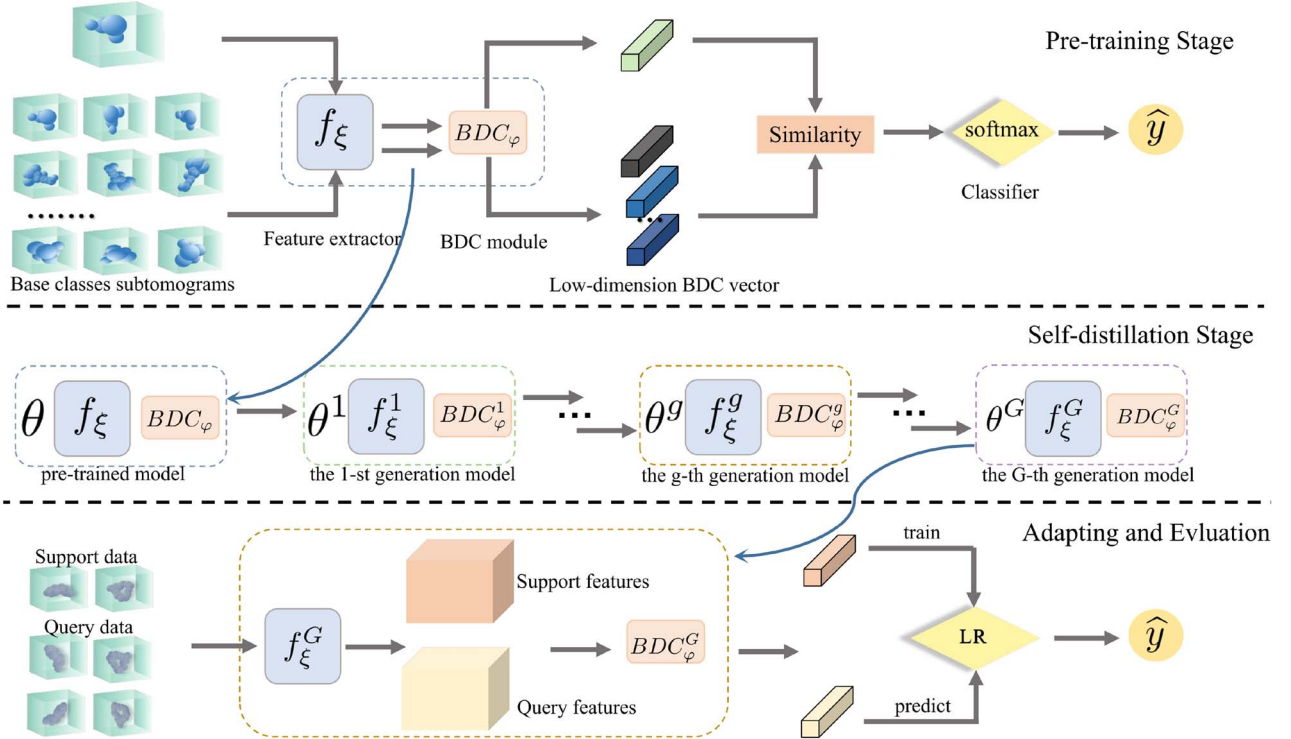 Pre-training Stage
f_ξ
BDC_φ
Similarity
softmax
ŷ
Classifier
Feature extractor
BDC module
.......
Base classes subtomograms
Low-dimension BDC vector
...
Self-distillation Stage
θ f_ξ BDC_φ
θ^1 f_ξ^1 BDC_φ^1
...
θ^g f_ξ^g BDC_φ^g
...
θ^G f_ξ^G BDC_φ^G
pre-trained model
the 1-st generation model
the g-th generation model
the G-th generation model
Adapting and Evluation
Support data
Query data
f_ξ^G
Support features
Query features
BDC_φ^G
train
LR
predict
ŷ